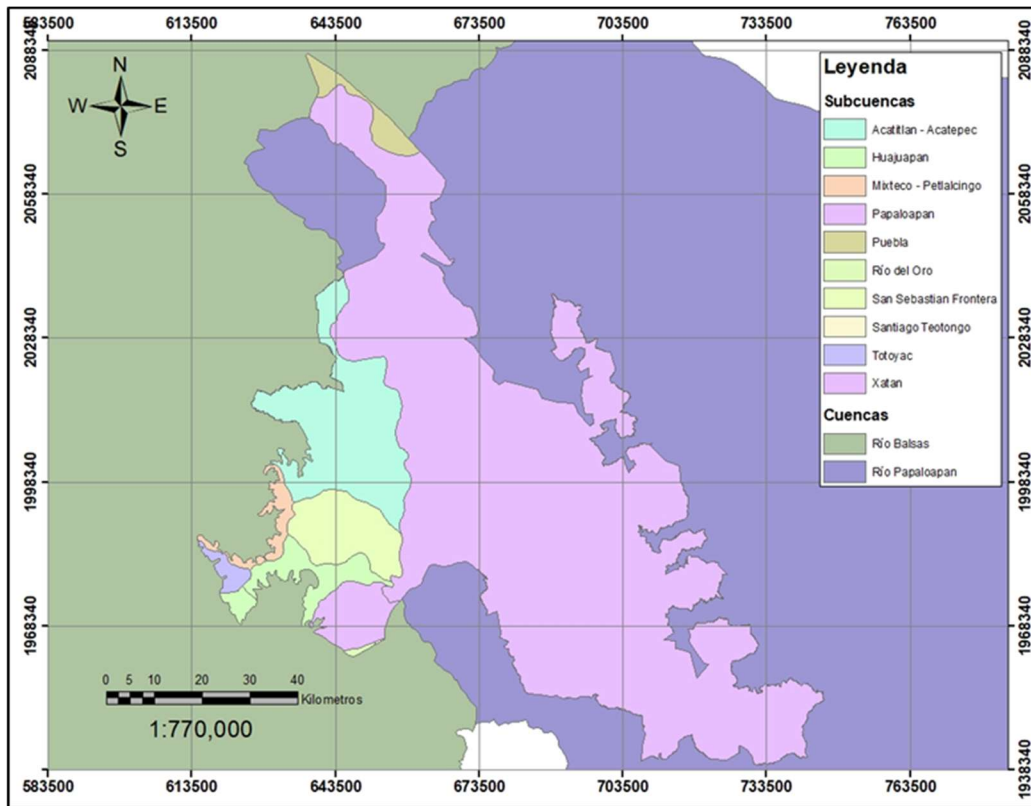 583500 613500 643500 673500 703500 733500 763500
2088340 2088340
N
W E
S
Leyenda
Subcuencas
Acatitlan - Acatepec
Huajuapan
Mixteco - Petlalcingo
Papaloapan
Puebla
Río del Oro
San Sebastian Frontera
Santiago Teotongo
Totoyac
Xatan
Cuencas
Río Balsas
Río Papaloapan
2058340 2058340
2028340 2028340
1998340 1998340
1968340 1968340
0 5 10 20 30 40
Kilometros
1:770,000
1938340 1938340
583500 613500 643500 673500 703500 733500 763500